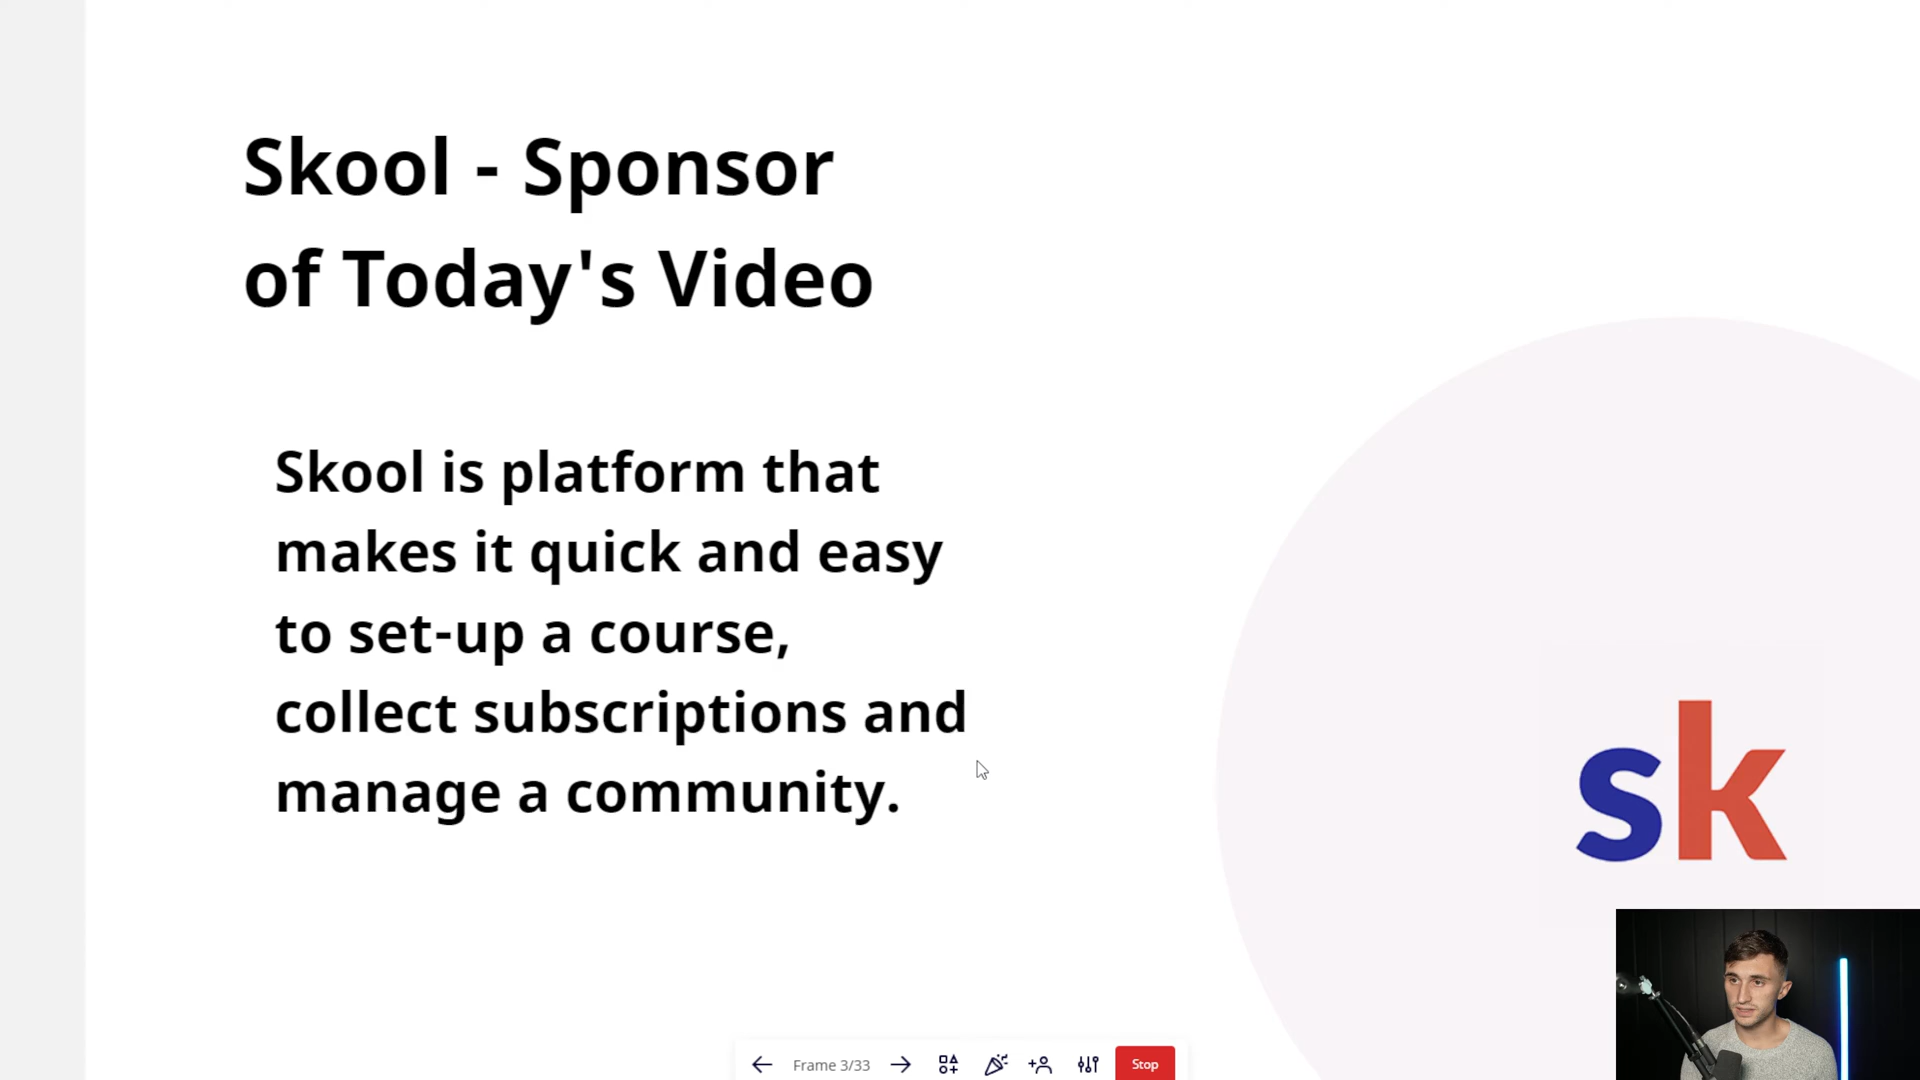 Skool - Sponsor
of Today's Video
Skool is platform that
makes it quick and easy
to set-up a course,
collect subscriptions and
manage a community.
sk
Frame 3/33
Stop